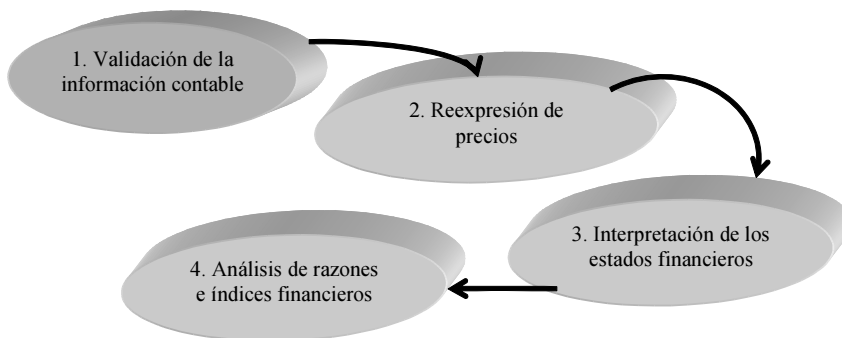 1. Validación de la
información contable
2. Reexpresión de
precios
3. Interpretación de los
estados financieros
4. Análisis de razones
e índices financieros